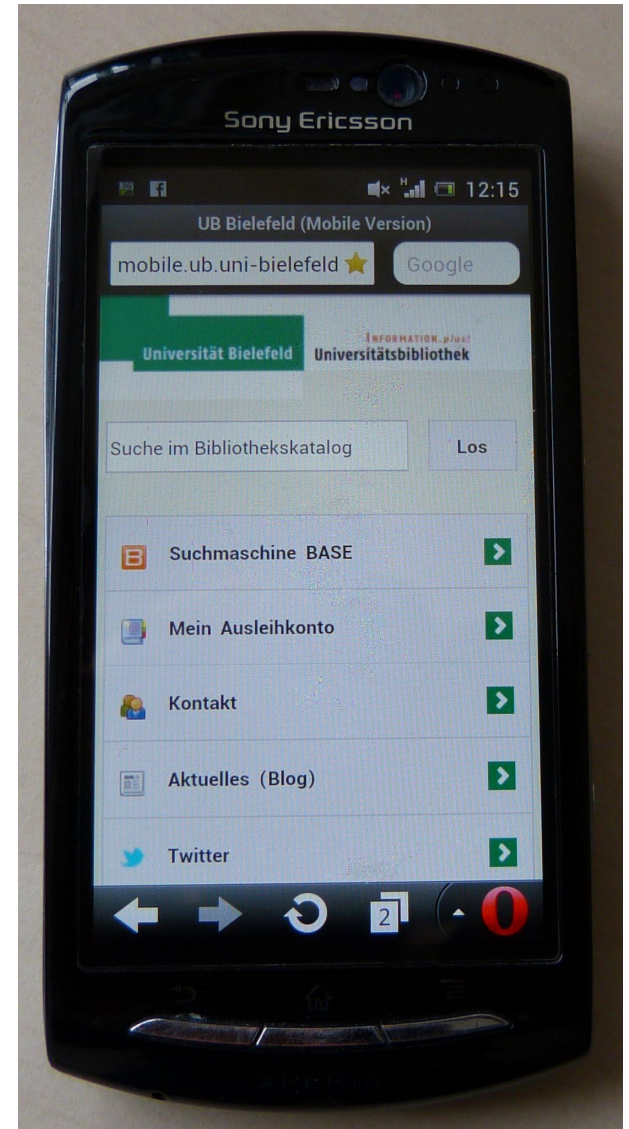 Sony Ericsson
H 12:15
UB Bielefeld (Mobile Version)
mobile.ub.uni-bielefeld Google
INFORMATION.plus!
Universität Bielefeld Universitätsbibliothek
Suche im Bibliothekskatalog Los
B Suchmaschine BASE
Mein Ausleihkonto
Kontakt
Aktuelles (Blog)
Twitter
2
XPERIA